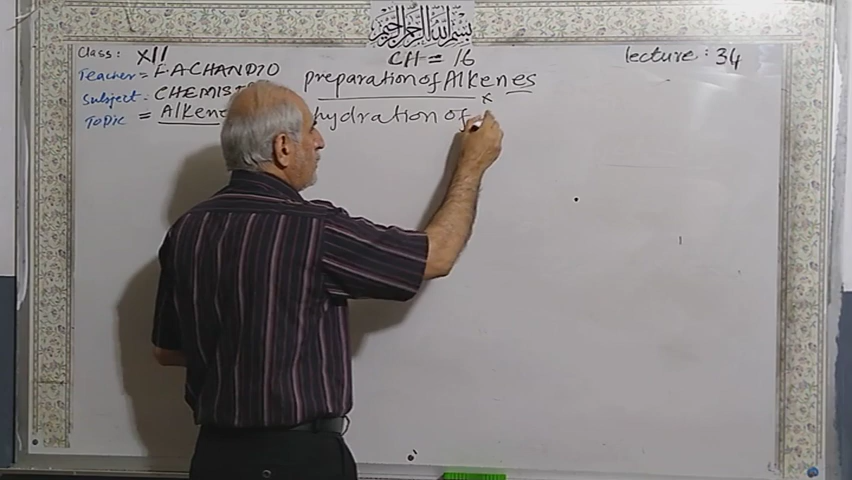 بسم الله الرحمن الرحيم
Class: XII
CH = 16
lecture: 34
Teacher = F.ACHANDIO
preparation of Alkenes
Subject: CHEMIST
Topic = Alkene
hydration of